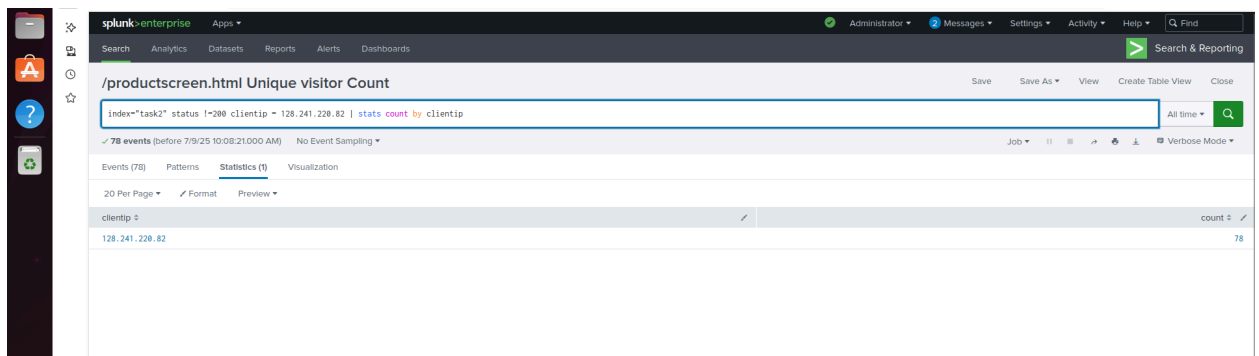 splunk>enterprise Apps ▾ Administrator ▾ 2 Messages ▾ Settings ▾ Activity ▾ Help ▾ Find
Search Analytics Datasets Reports Alerts Dashboards > Search & Reporting
/productscreen.html Unique visitor Count Save Save As ▾ View Create Table View Close
index="task2" status !=200 clientip = 128.241.220.82 | stats count by clientip All time ▾
✓ 78 events (before 7/9/25 10:08:21.000 AM) No Event Sampling ▾ Job ▾ Verbose Mode ▾
Events (78) Patterns Statistics (1) Visualization
20 Per Page ▾ Format Preview ▾
clientip count
128.241.220.82 78